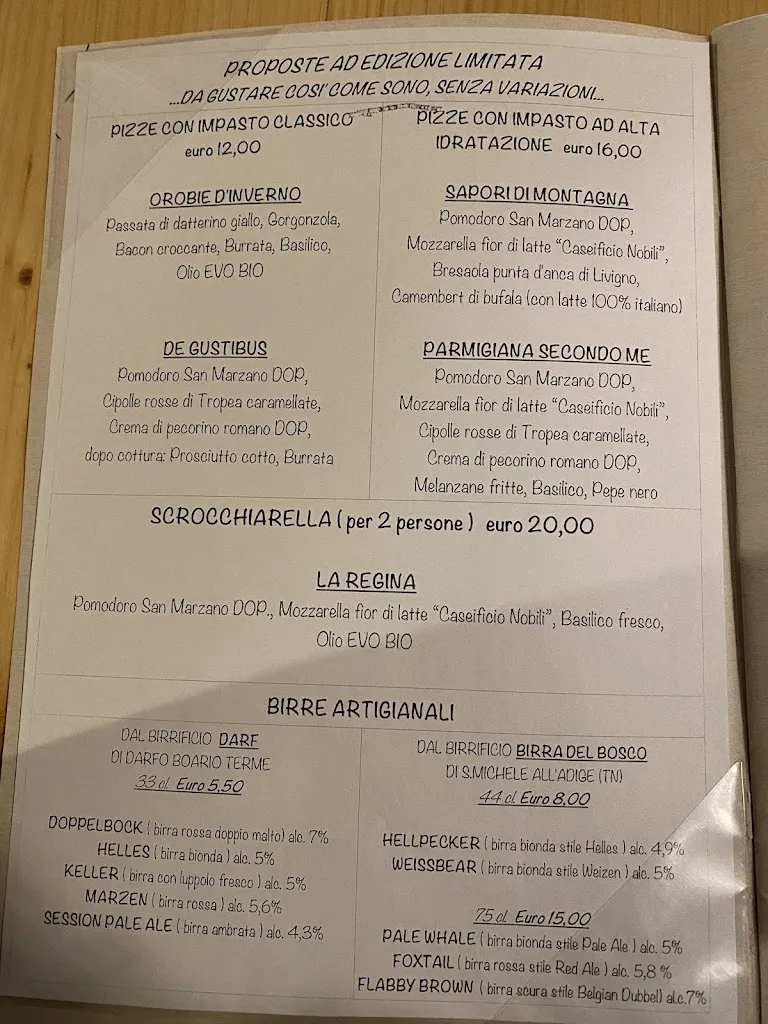 PROPOSTE AD EDIZIONE LIMITATA
...DA GUSTARE COSI' COME SONO, SENZA VARIAZIONI...
PIZZE CON IMPASTO CLASSICO
euro 12,00
OROBIE D'INVERNO
Passata di datterino giallo, Gorgonzola,
Bacon croccante, Burrata, Basilico,
Olio EVO BIO
DE GUSTIBUS
Pomodoro San Marzano DOP,
Cipolle rosse di Tropea caramellate,
Crema di pecorino romano DOP,
dopo cottura: Prosciutto cotto, Burrata
PIZZE CON IMPASTO AD ALTA
IDRATAZIONE euro 16,00
SAPORI DI MONTAGNA
Pomodoro San Marzano DOP,
Mozzarella fior di latte “Caseificio Nobili”,
Bresaola punta d'anca di Livigno,
Camembert di bufala (con latte 100% italiano)
PARMIGIANA SECONDO ME
Pomodoro San Marzano DOP,
Mozzarella fior di latte “Caseificio Nobili”,
Cipolle rosse di Tropea caramellate,
Crema di pecorino romano DOP,
Melanzane fritte, Basilico, Pepe nero
SCROCCHIARELLA ( per 2 persone ) euro 20,00
LA REGINA
Pomodoro San Marzano DOP., Mozzarella fior di latte “Caseificio Nobili”, Basilico fresco,
Olio EVO BIO
BIRRE ARTIGIANALI
DAL BIRRIFICIO DARF
DI DARFO BOARIO TERME
33 cl Euro 5,50
DOPPELBOCK ( birra rossa doppio malto) alc. 7%
HELLES ( birra bionda ) alc. 5%
KELLER ( birra con luppolo fresco ) alc. 5%
MARZEN ( birra rossa ) alc. 5,6%
SESSION PALE ALE ( birra ambrata ) alc. 4,3%
DAL BIRRIFICIO BIRRA DEL BOSCO
DI S.MICHELE ALL'ADIGE (TN)
44 cl Euro 8,00
HELLPECKER ( birra bionda stile Helles ) alc. 4,9%
WEISSBEAR ( birra bionda stile Weizen ) alc. 5%
75 cl Euro 15,00
PALE WHALE ( birra bionda stile Pale Ale ) alc. 5%
FOXTAIL ( birra rossa stile Red Ale ) alc. 5,8 %
FLABBY BROWN ( birra scura stile Belgian Dubbel) alc.7%